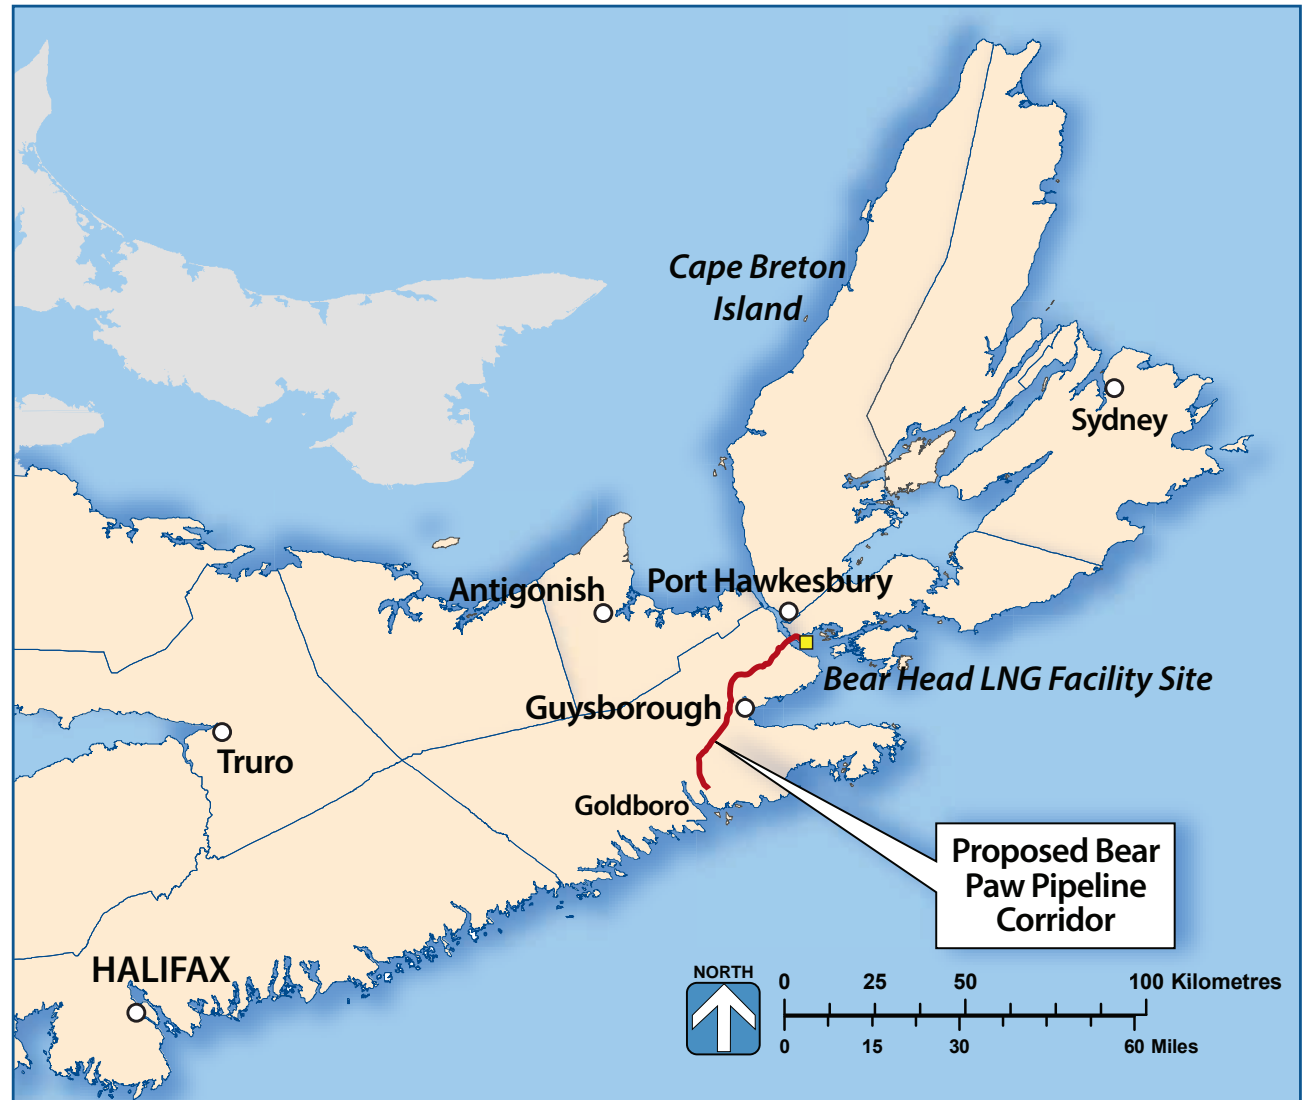 Cape Breton
Island
Sydney
Antigonish
Port Hawkesbury
Bear Head LNG Facility Site
Guysborough
Truro
Goldboro
Proposed Bear
Paw Pipeline
Corridor
HALIFAX
NORTH
0 25 50 100 Kilometres
0 15 30 60 Miles